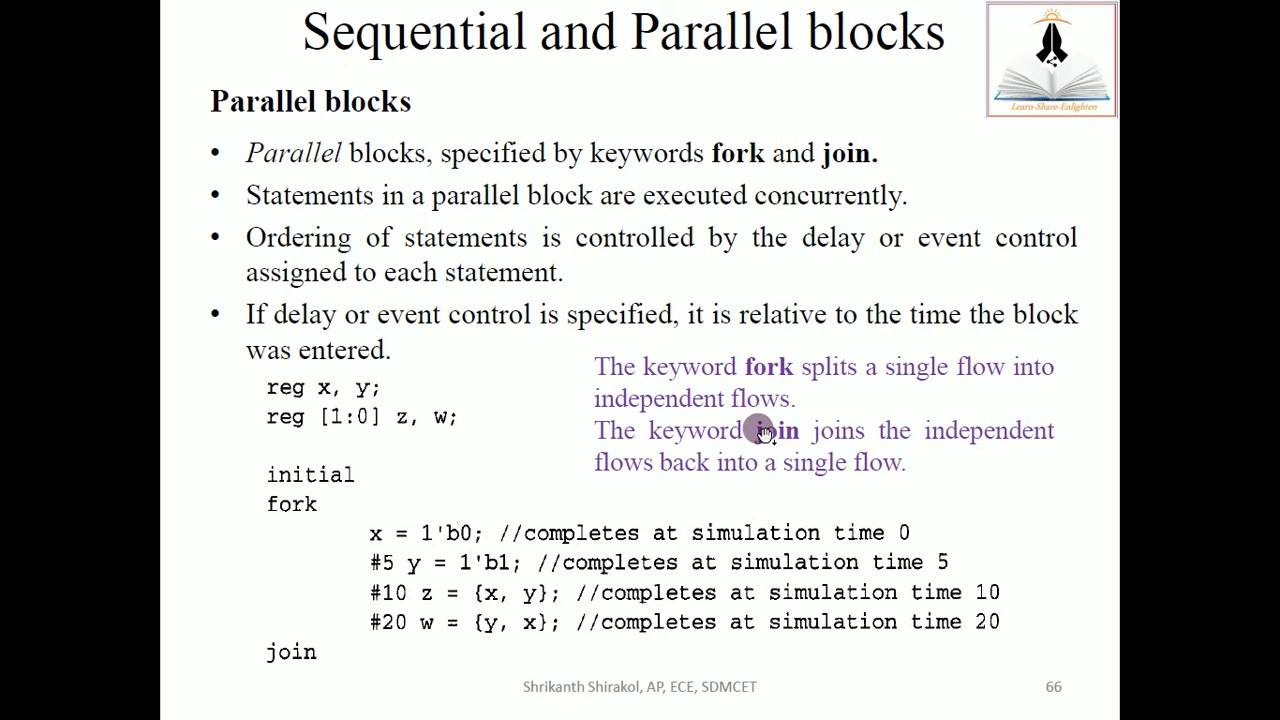 Sequential and Parallel blocks
Learn-Share-Enlighten
Parallel blocks
• Parallel blocks, specified by keywords fork and join.
• Statements in a parallel block are executed concurrently.
• Ordering of statements is controlled by the delay or event control
assigned to each statement.
• If delay or event control is specified, it is relative to the time the block
was entered.
The keyword fork splits a single flow into
independent flows.
The keyword join joins the independent
flows back into a single flow.
reg x, y;
reg [1:0] z, w;
initial
fork
x = 1'b0; //completes at simulation time 0
#5 y = 1'b1; //completes at simulation time 5
#10 z = {x, y}; //completes at simulation time 10
#20 w = {y, x}; //completes at simulation time 20
join
Shrikanth Shirakol, AP, ECE, SDMCET
66